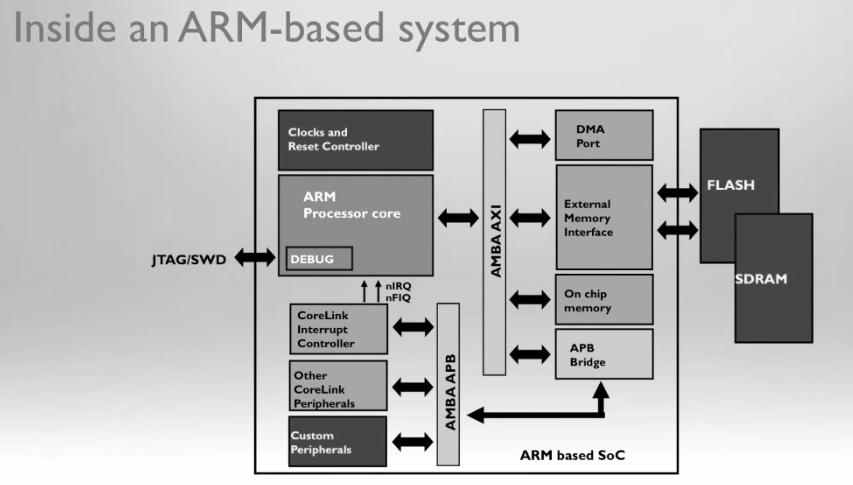 Inside an ARM-based system
Clocks and
Reset Controller
ARM
Processor core
DEBUG
JTAG/SWD
nIRQ
nFIQ
CoreLink
Interrupt
Controller
Other
CoreLink
Peripherals
Custom
Peripherals
AMBA APB
AMBA AXI
DMA
Port
External
Memory
Interface
On chip
memory
APB
Bridge
FLASH
SDRAM
ARM based SoC